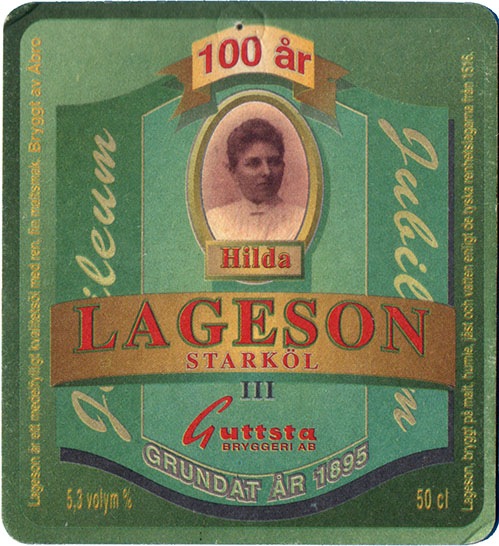 100 år
Jubileum
Jubileum
Hilda
LAGESON
STARKÖL
III
Guttsta
BRYGGERI AB
GRUNDAT ÅR 1895
5,3 volym %
50 cl
Lageson är ett medelfylligt kvalitetsöl med ren, fin maltsmak. Bryggt av Åbro
Lageson, bryggt på malt, humle, jäst och vatten enligt de tyska renhetslagarna från 1516.